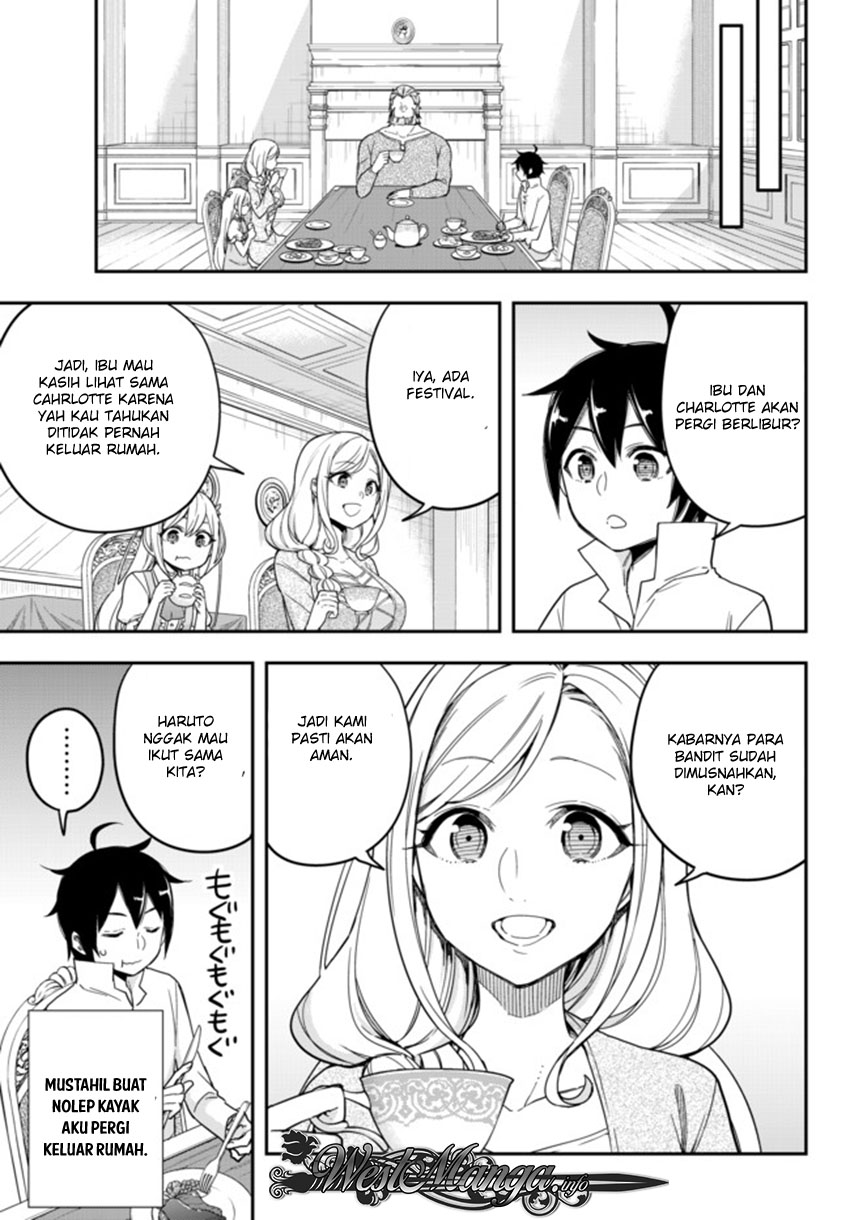 IBU DAN
CHARLOTTE AKAN
PERGI BERLIBUR?
IYA, ADA
FESTIVAL.
JADI, IBU MAU
KASIH LIHAT SAMA
CAHRLOTTE KARENA
YAH KAU TAHUKAN
DITIDAK PERNAH
KELUAR RUMAH.
KABARNYA PARA
BANDIT SUDAH
DIMUSNAHKAN,
KAN?
JADI KAMI
PASTI AKAN
AMAN.
HARUTO
NGGAK MAU
IKUT SAMA
KITA?
.........
もぐもぐもぐもぐ
MUSTAHIL BUAT
NOLEP KAYAK
AKU PERGI
KELUAR RUMAH.
WestManga.info